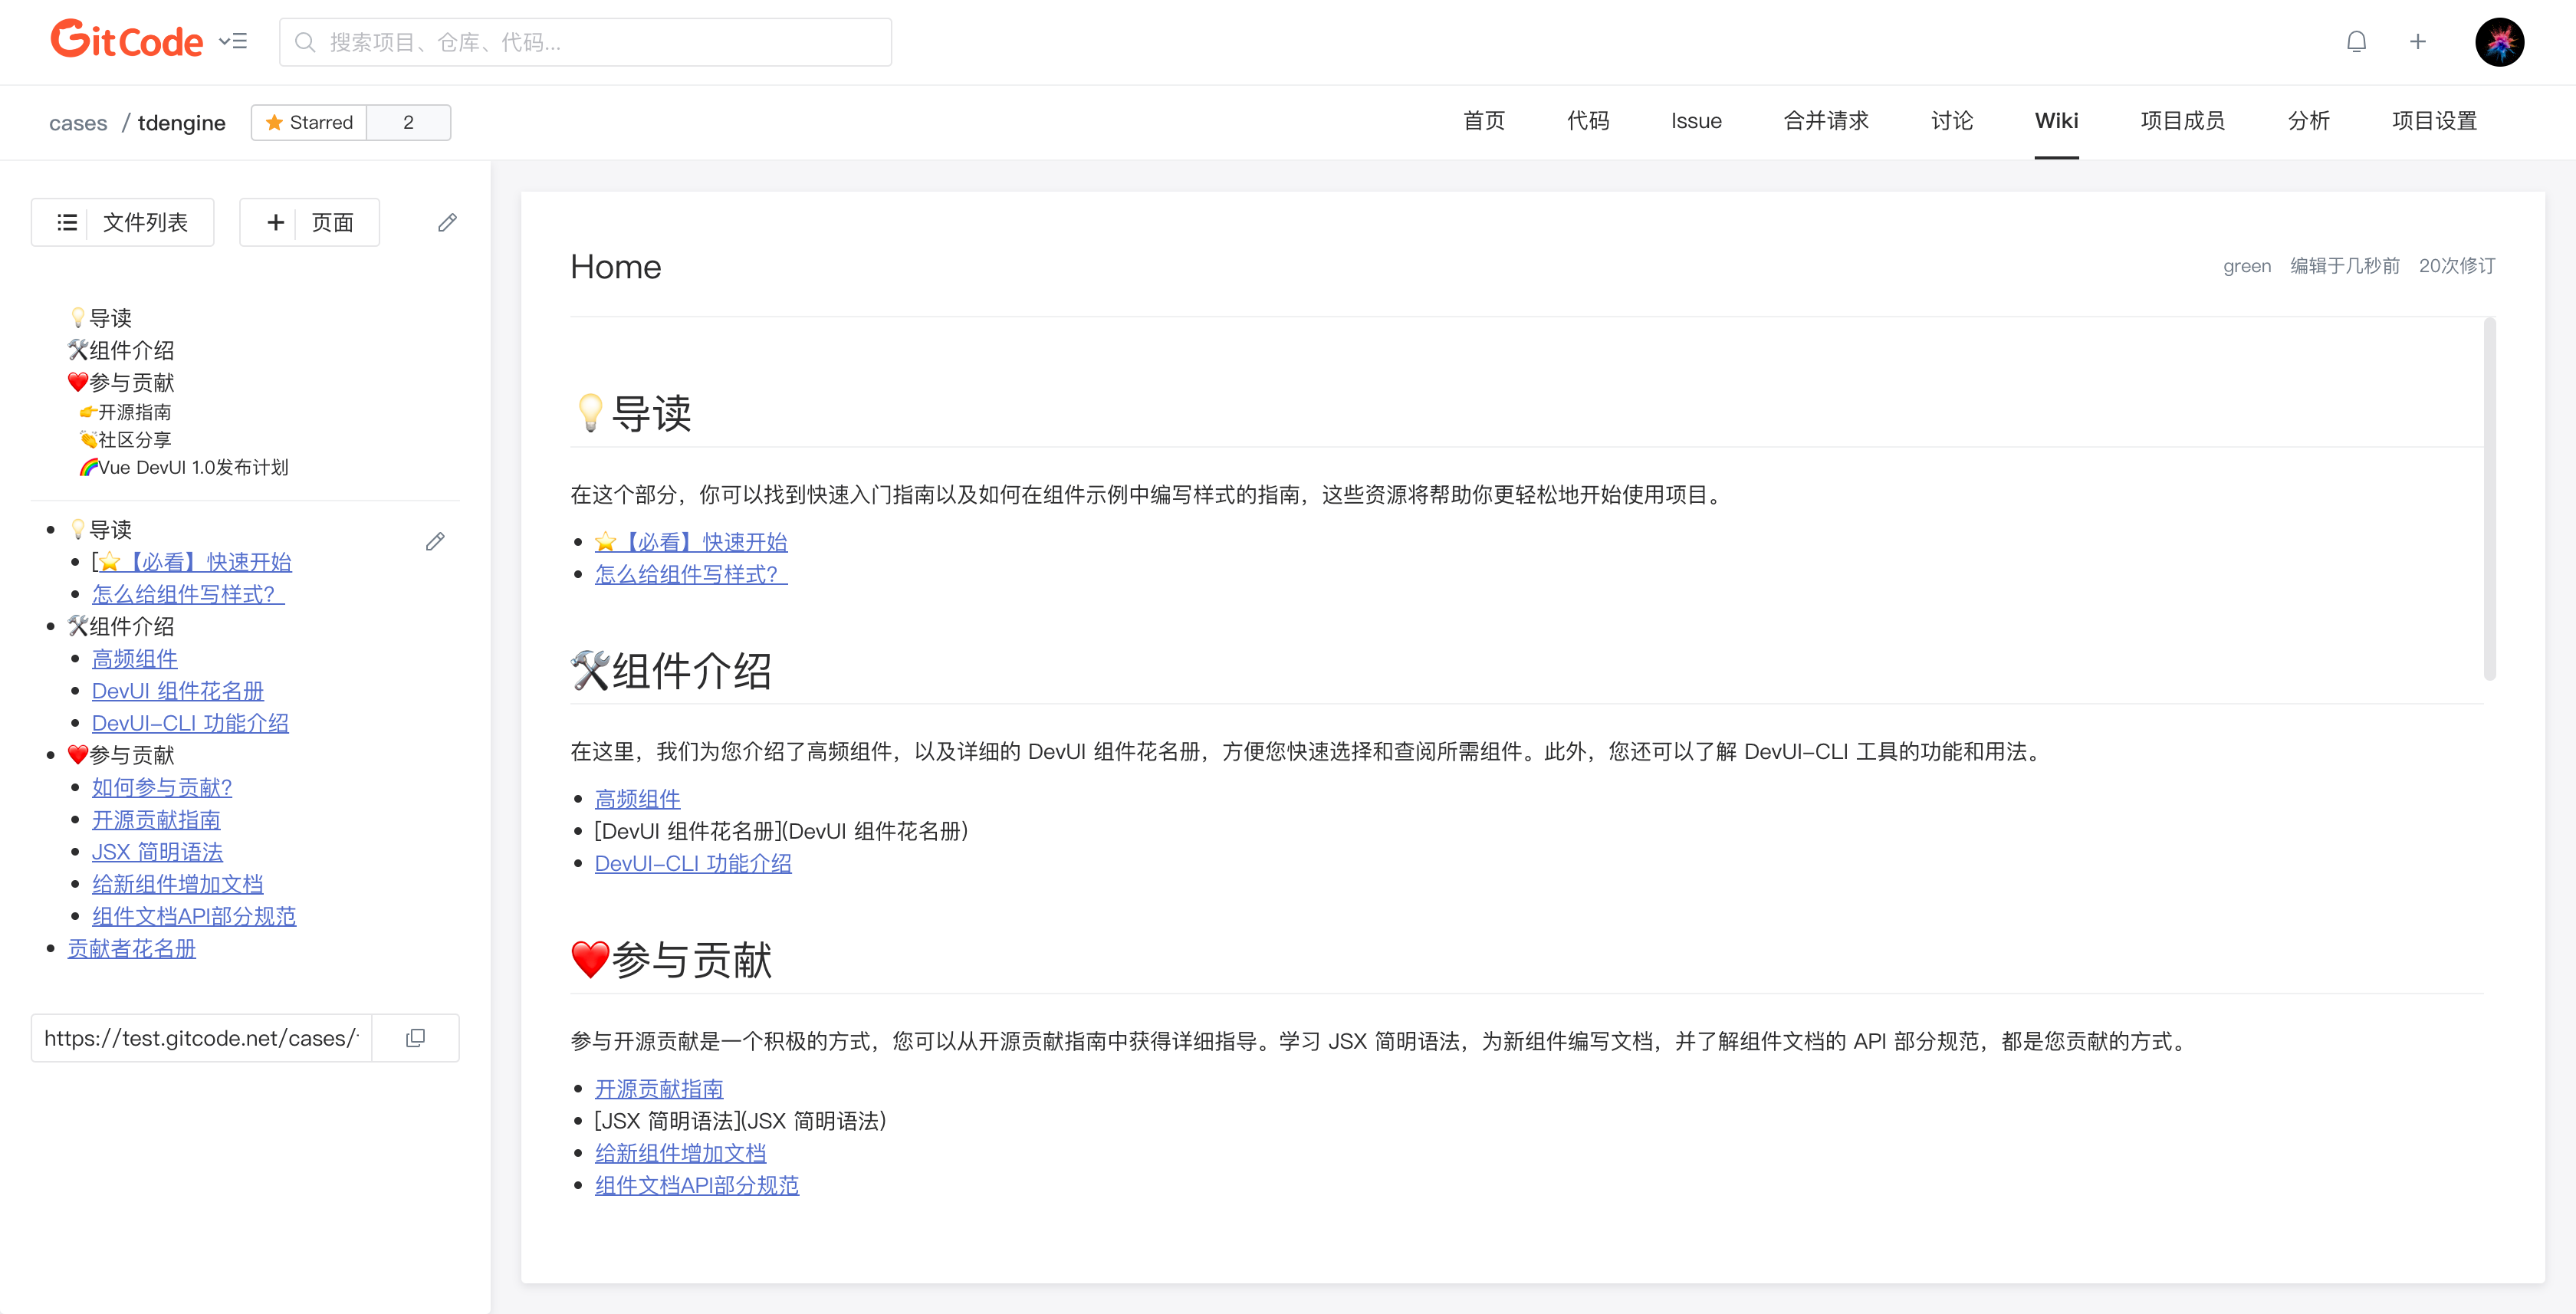 GitCode
搜索项目、仓库、代码...
cases / tdengine
Starred 2
首页 代码 Issue 合并请求 讨论 Wiki 项目成员 分析 项目设置
文件列表
页面
💡导读
🛠组件介绍
❤️参与贡献
👉开源指南
👏社区分享
🌈Vue DevUI 1.0发布计划
💡导读
[⭐【必看】快速开始
怎么给组件写样式？
🛠组件介绍
高频组件
DevUI 组件花名册
DevUI-CLI 功能介绍
❤️参与贡献
如何参与贡献?
开源贡献指南
JSX 简明语法
给新组件增加文档
组件文档API部分规范
贡献者花名册
https://test.gitcode.net/cases/
Home
green 编辑于几秒前 20次修订
💡导读
在这个部分，你可以找到快速入门指南以及如何在组件示例中编写样式的指南，这些资源将帮助你更轻松地开始使用项目。
⭐【必看】快速开始
怎么给组件写样式？
🛠组件介绍
在这里，我们为您介绍了高频组件，以及详细的 DevUI 组件花名册，方便您快速选择和查阅所需组件。此外，您还可以了解 DevUI-CLI 工具的功能和用法。
高频组件
[DevUI 组件花名册](DevUI 组件花名册)
DevUI-CLI 功能介绍
❤️参与贡献
参与开源贡献是一个积极的方式，您可以从开源贡献指南中获得详细指导。学习 JSX 简明语法，为新组件编写文档，并了解组件文档的 API 部分规范，都是您贡献的方式。
开源贡献指南
[JSX 简明语法](JSX 简明语法)
给新组件增加文档
组件文档API部分规范